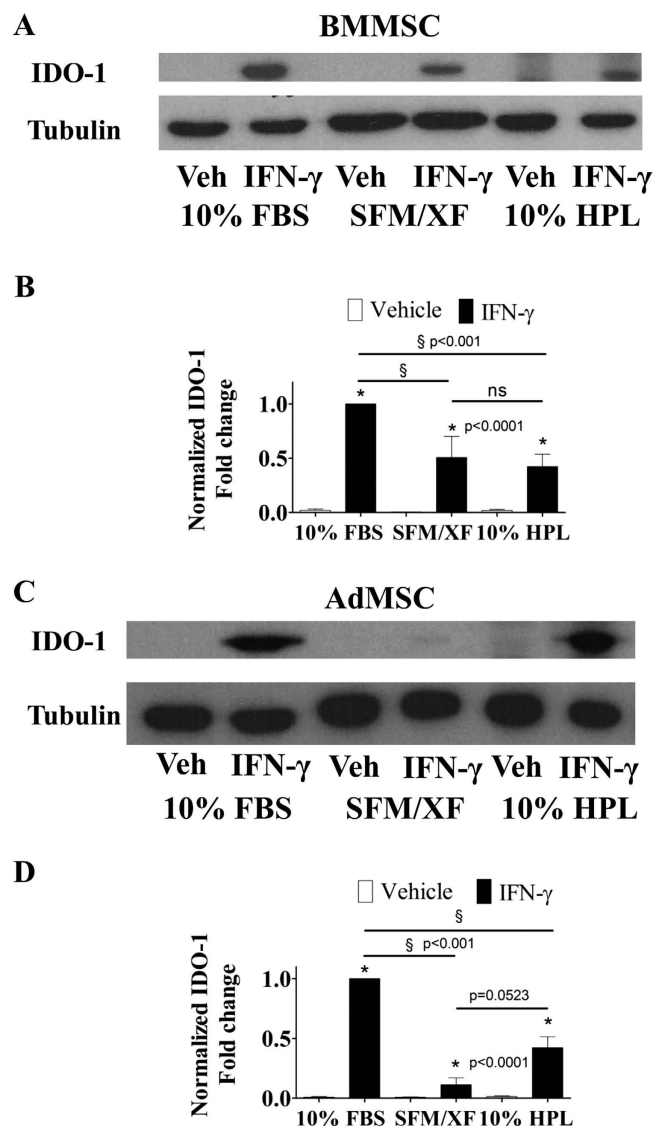 A
BMMSC
IDO-1
Tubulin
Veh IFN-γ Veh IFN-γ Veh IFN-γ
10% FBS SFM/XF 10% HPL
B
Vehicle IFN-γ
§ p<0.001
§
ns
* * p<0.0001 *
Normalized IDO-1
Fold change
1.0
0.5
0.0
10% FBS SFM/XF 10% HPL
C
AdMSC
IDO-1
Tubulin
Veh IFN-γ Veh IFN-γ Veh IFN-γ
10% FBS SFM/XF 10% HPL
D
Vehicle IFN-γ
§
§ p<0.001
p=0.0523
* * p<0.0001 *
Normalized IDO-1
Fold change
1.0
0.5
0.0
10% FBS SFM/XF 10% HPL